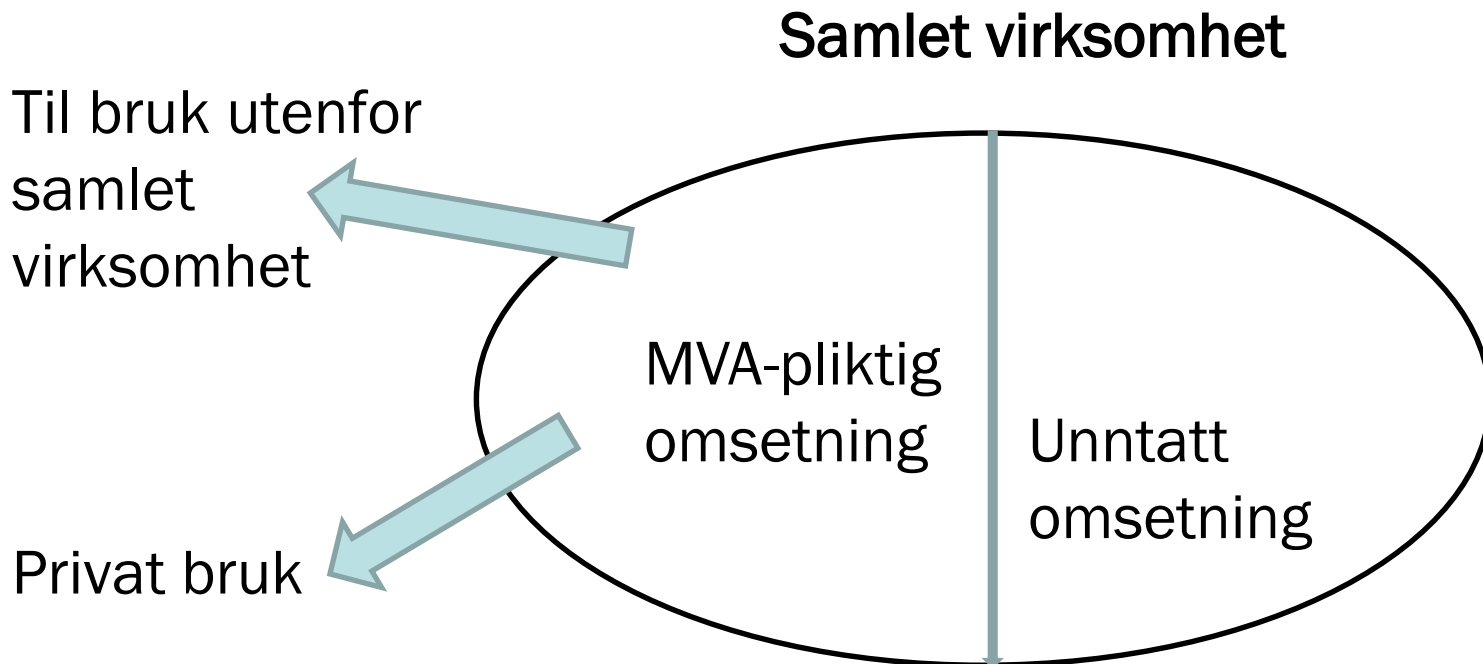 Samlet virksomhet
Til bruk utenfor
samlet
virksomhet
MVA-pliktig
omsetning
Unntatt
omsetning
Privat bruk